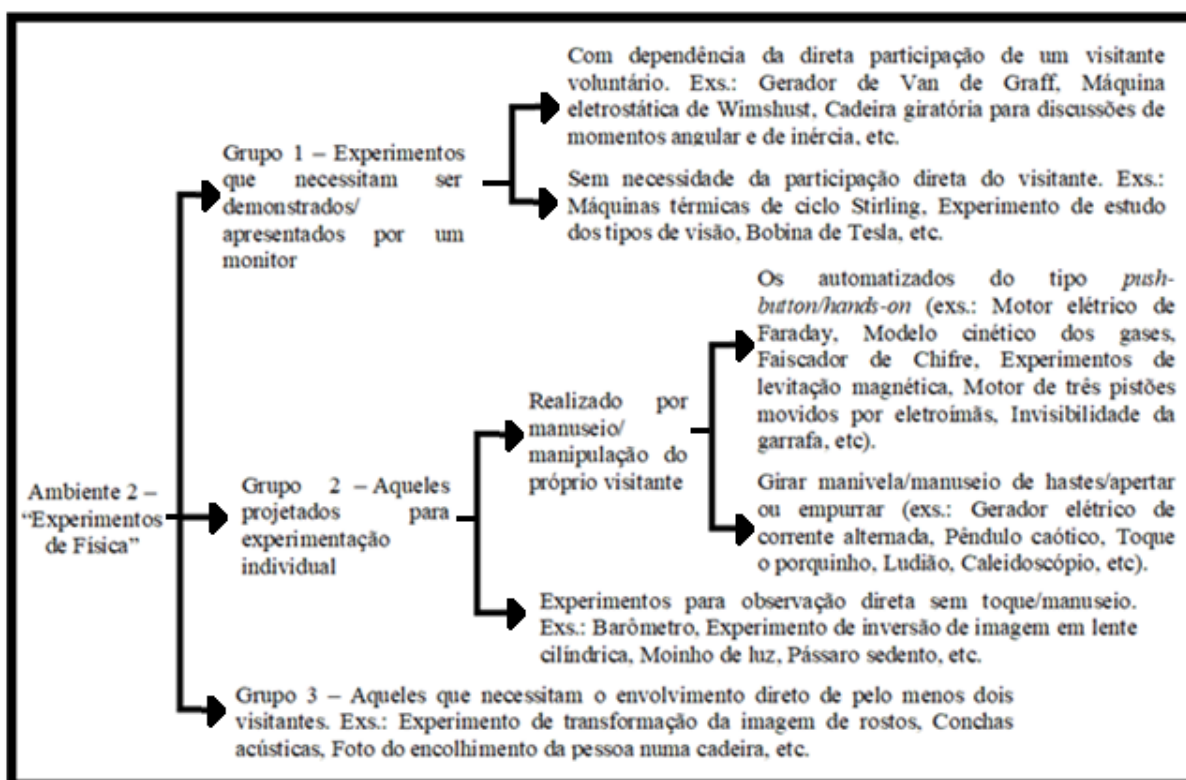 Com dependência da direta participação de um visitante
voluntário. Exs.: Gerador de Van de Graff, Máquina
eletrostática de Wimshust, Cadeira giratória para discussões de
momentos angular e de inércia, etc.
Grupo 1 – Experimentos
que necessitam ser
demonstrados/
apresentados por um
monitor
Sem necessidade da participação direta do visitante. Exs.:
Máquinas térmicas de ciclo Stirling, Experimento de estudo
dos tipos de visão, Bobina de Tesla, etc.
Os automatizados do tipo push-
button/hands-on (exs.: Motor elétrico de
Faraday, Modelo cinético dos gases,
Faiscador de Chifre, Experimentos de
levitação magnética, Motor de três pistões
movidos por eletroímãs, Invisibilidade da
garrafa, etc).
Realizado por
manuseio/
manipulação do
próprio visitante
Girar manivela/manuseio de hastes/apertar
ou empurrar (exs.: Gerador elétrico de
corrente alternada, Pêndulo caótico, Toque
o porquinho, Ludião, Caleidoscópio, etc).
Ambiente 2 –
“Experimentos
de Física”
Grupo 2 – Aqueles
projetados para
experimentação
individual
Experimentos para observação direta sem toque/manuseio.
Exs.: Barômetro, Experimento de inversão de imagem em lente
cilíndrica, Moinho de luz, Pássaro sedento, etc.
Grupo 3 – Aqueles que necessitam o envolvimento direto de pelo menos dois
visitantes. Exs.: Experimento de transformação da imagem de rostos, Conchas
acústicas, Foto do encolhimento da pessoa numa cadeira, etc.